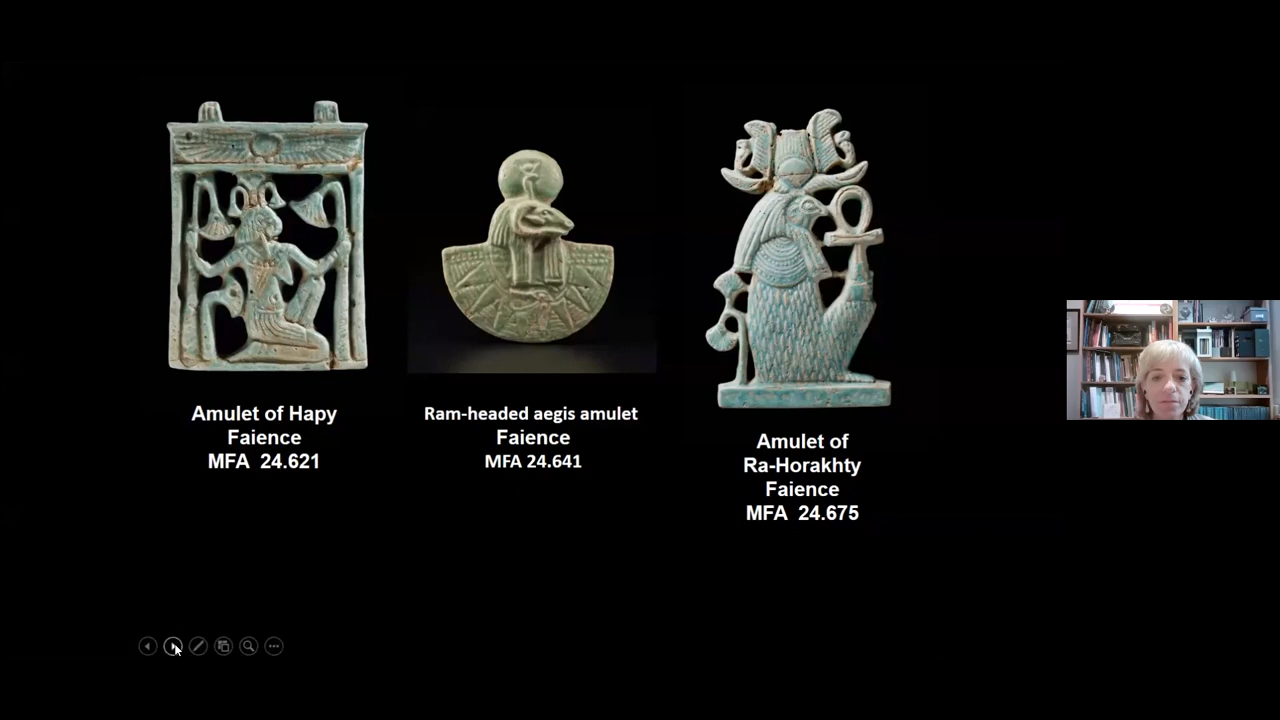 Amulet of Hapy
Faience
MFA 24.621
Ram-headed aegis amulet
Faience
MFA 24.641
Amulet of
Ra-Horakhty
Faience
MFA 24.675